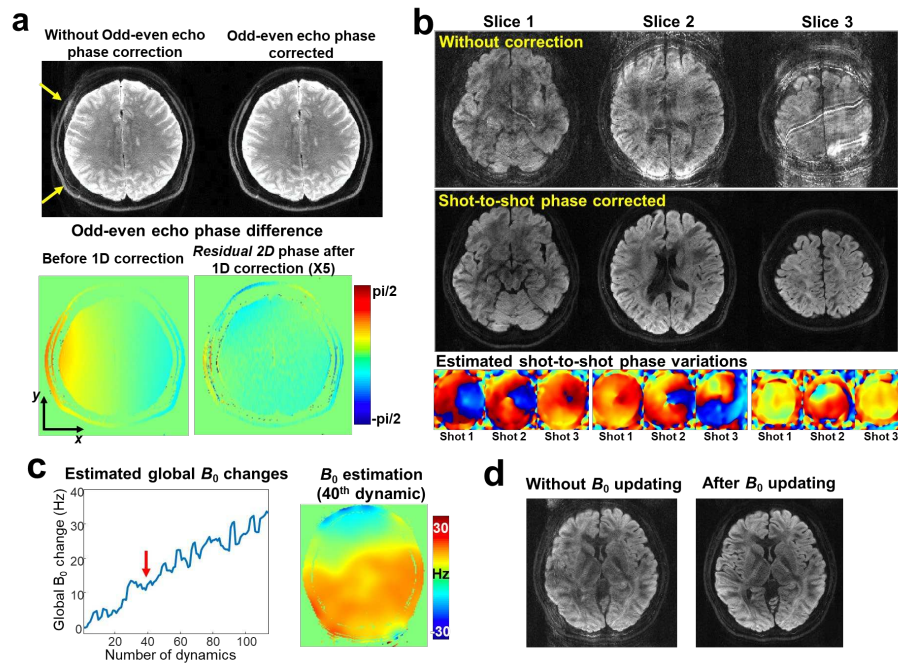 a
Without Odd-even echo
phase correction
Odd-even echo phase
corrected
Odd-even echo phase difference
Before 1D correction
Residual 2D phase after
1D correction (X5)
pi/2
-pi/2
y
x
b
Slice 1
Slice 2
Slice 3
Without correction
Shot-to-shot phase corrected
Estimated shot-to-shot phase variations
Shot 1
Shot 2
Shot 3
Shot 1
Shot 2
Shot 3
Shot 1
Shot 2
Shot 3
c
Estimated global B0 changes
Global B0 change (Hz)
40
30
20
10
0
20
40
60
80
100
Number of dynamics
B0 estimation
(40th dynamic)
30
Hz
-30
d
Without B0 updating
After B0 updating